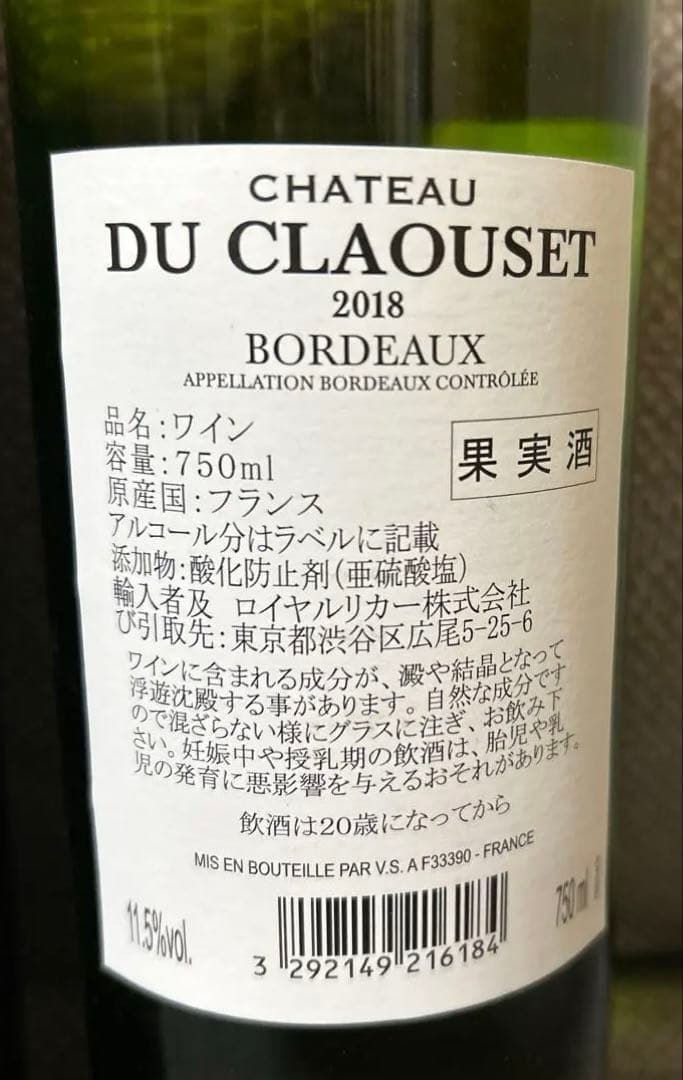 CHATEAU
DU CLAOUSET
2018
BORDEAUX
APPELLATION BORDEAUX CONTRÔLÉE
品名:ワイン
容量:750ml
果実酒
原産国:フランス
アルコール分はラベルに記載
添加物:酸化防止剤(亜硫酸塩)
輸入者及 ロイヤルリカー株式会社
び引取先:東京都渋谷区広尾5-25-6
ワインに含まれる成分が、澱や結晶となって
浮遊沈殿する事があります。自然な成分です
ので混ざらない様にグラスに注ぎ、お飲み下
さい。妊娠中や授乳期の飲酒は、胎児や乳
児の発育に悪影響を与えるおそれがあります。
飲酒は20歳になってから
MIS EN BOUTEILLE PAR V.S. A F33390 - FRANCE
11.5%vol.
750 ml
3 292149 216184